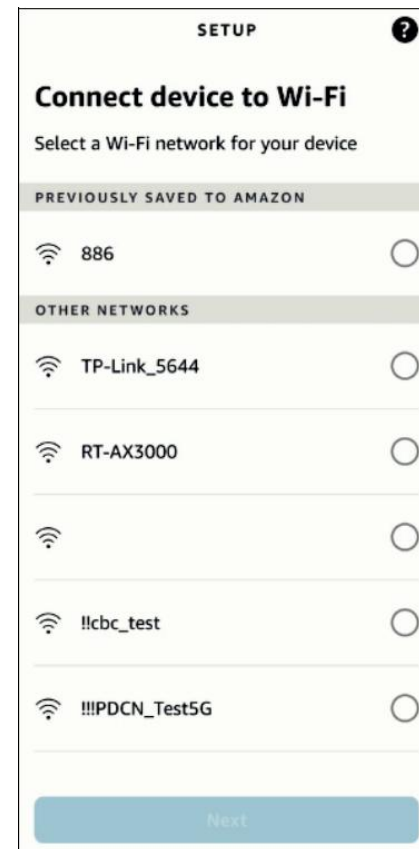 SETUP
?
Connect device to Wi-Fi
Select a Wi-Fi network for your device
PREVIOUSLY SAVED TO AMAZON
886
OTHER NETWORKS
TP-Link_5644
RT-AX3000
!!cbc_test
!!!PDCN_Test5G
Next